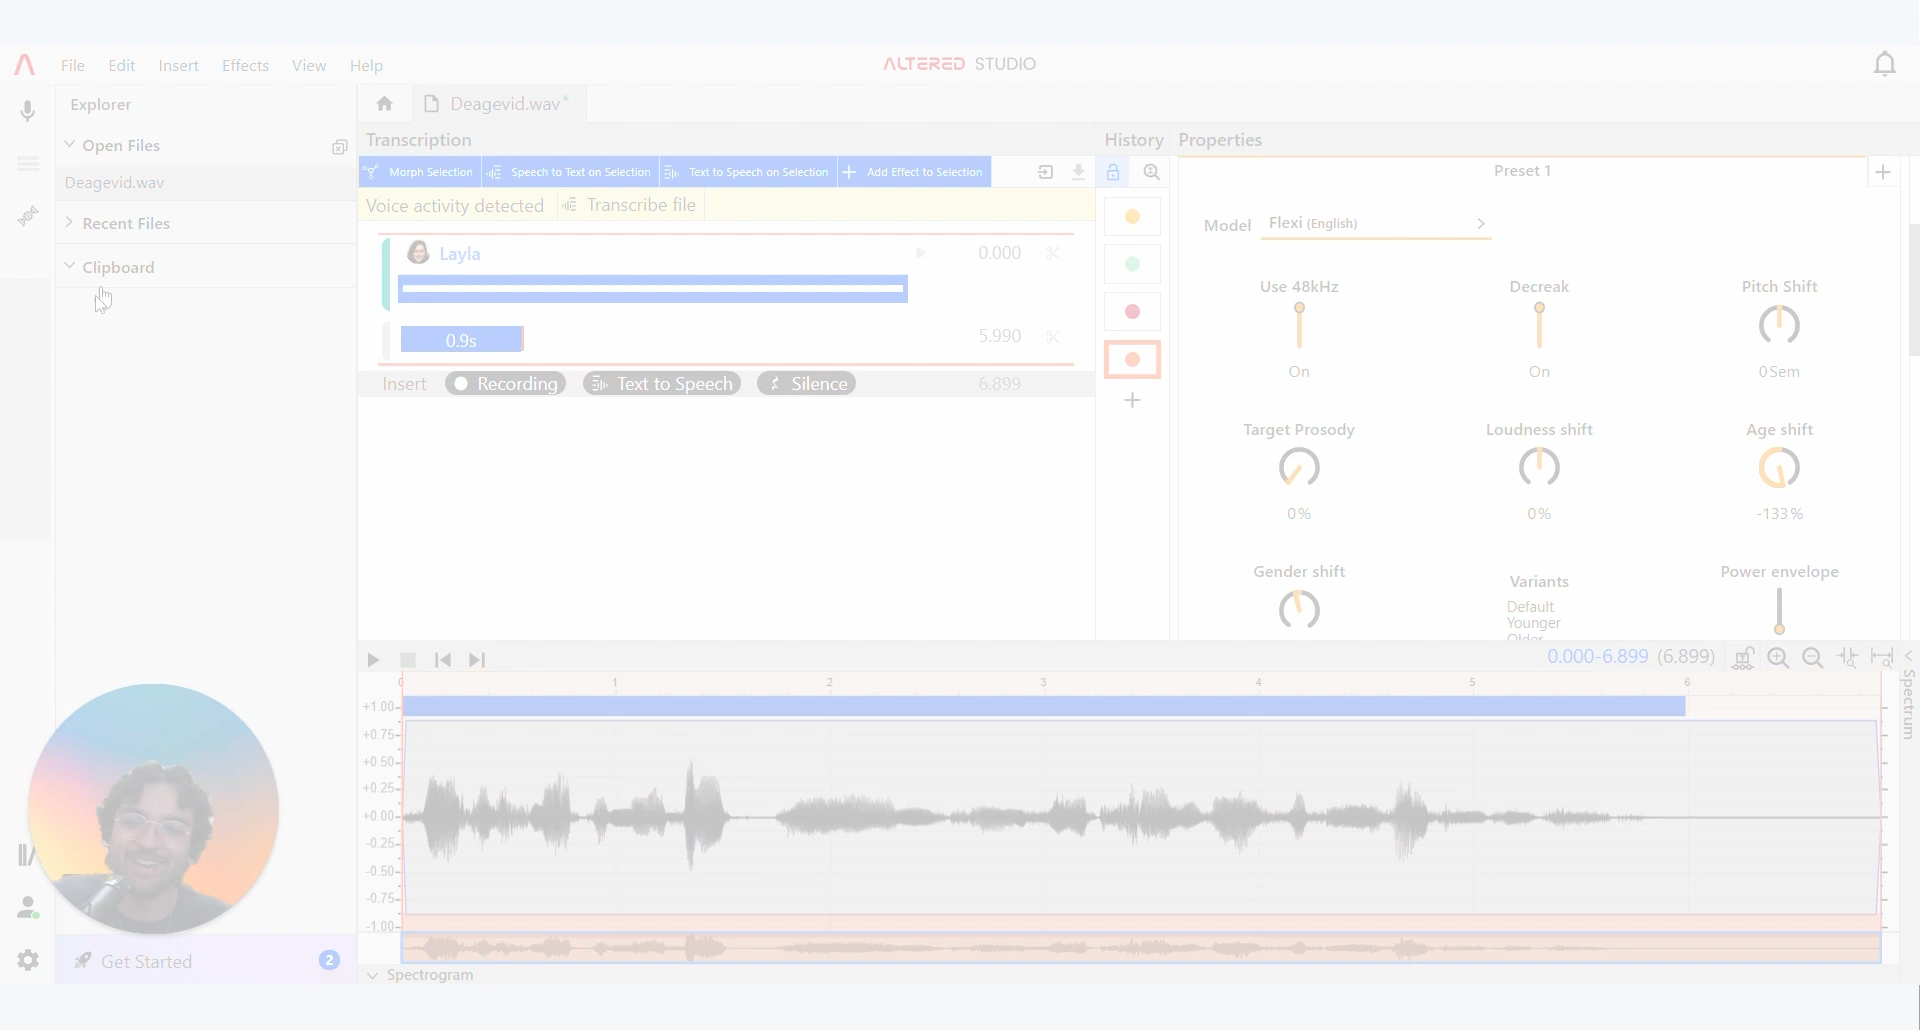 File Edit Insert Effects View Help
ALTERED STUDIO
Explorer
Open Files
Deagevid.wav
Recent Files
Clipboard
Deagevid.wav*
Transcription
Morph Selection
Speech to Text on Selection
Text to Speech on Selection
Add Effect to Selection
Voice activity detected
Transcribe file
Layla
0.000
0.9s
5.990
Insert
Recording
Text to Speech
Silence
6.899
History
Properties
Preset 1
Model Flexi (English)
Use 48kHz
On
Decreak
On
Pitch Shift
0 Sem
Target Prosody
0 %
Loudness shift
0 %
Age shift
-133 %
Gender shift
Variants
Default
Younger
Older
Power envelope
0.000-6.899 (6.899)
0 1 2 3 4 5 6
+1.00
+0.75
+0.50
+0.25
+0.00
-0.25
-0.50
-0.75
-1.00
Spectrum
Get Started 2
Spectrogram